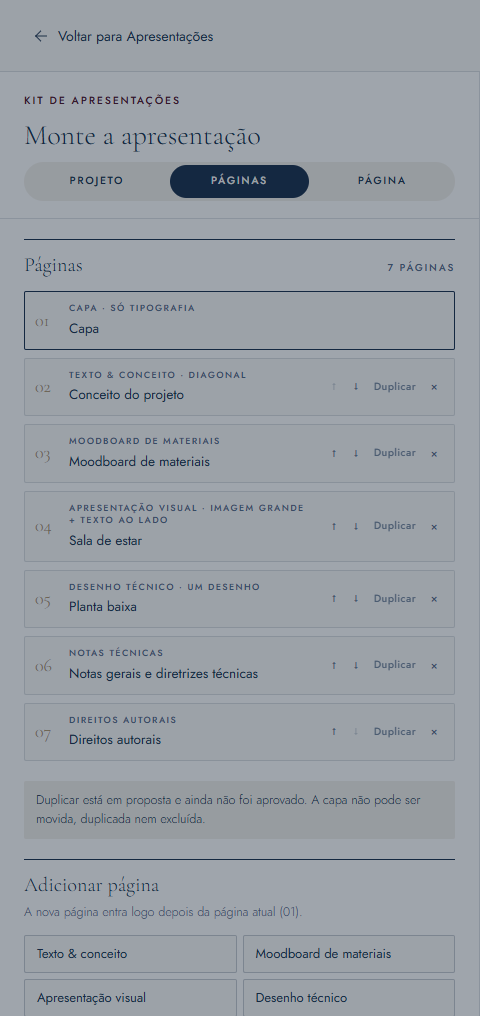 ← Voltar para Apresentações
KIT DE APRESENTAÇÕES
Monte a apresentação
PROJETO PÁGINAS PÁGINA
Páginas 7 PÁGINAS
01 CAPA · SÓ TIPOGRAFIA
Capa
02 TEXTO & CONCEITO · DIAGONAL
Conceito do projeto ↑ ↓ Duplicar ×
03 MOODBOARD DE MATERIAIS
Moodboard de materiais ↑ ↓ Duplicar ×
04 APRESENTAÇÃO VISUAL · IMAGEM GRANDE
+ TEXTO AO LADO
Sala de estar ↑ ↓ Duplicar ×
05 DESENHO TÉCNICO · UM DESENHO
Planta baixa ↑ ↓ Duplicar ×
06 NOTAS TÉCNICAS
Notas gerais e diretrizes técnicas ↑ ↓ Duplicar ×
07 DIREITOS AUTORAIS
Direitos autorais ↑ ↓ Duplicar ×
Duplicar está em proposta e ainda não foi aprovado. A capa não pode ser
movida, duplicada nem excluída.
Adicionar página
A nova página entra logo depois da página atual (01).
Texto & conceito Moodboard de materiais
Apresentação visual Desenho técnico